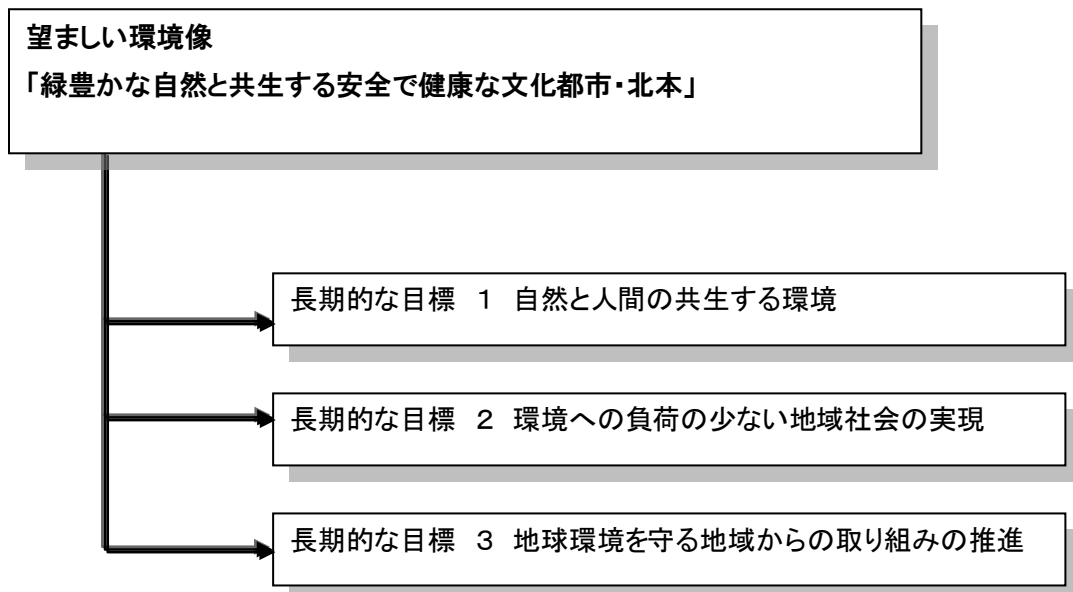 望ましい環境像
「緑豊かな自然と共生する安全で健康な文化都市・北本」
長期的な目標　１　自然と人間の共生する環境
長期的な目標　２　環境への負荷の少ない地域社会の実現
長期的な目標　３　地球環境を守る地域からの取り組みの推進